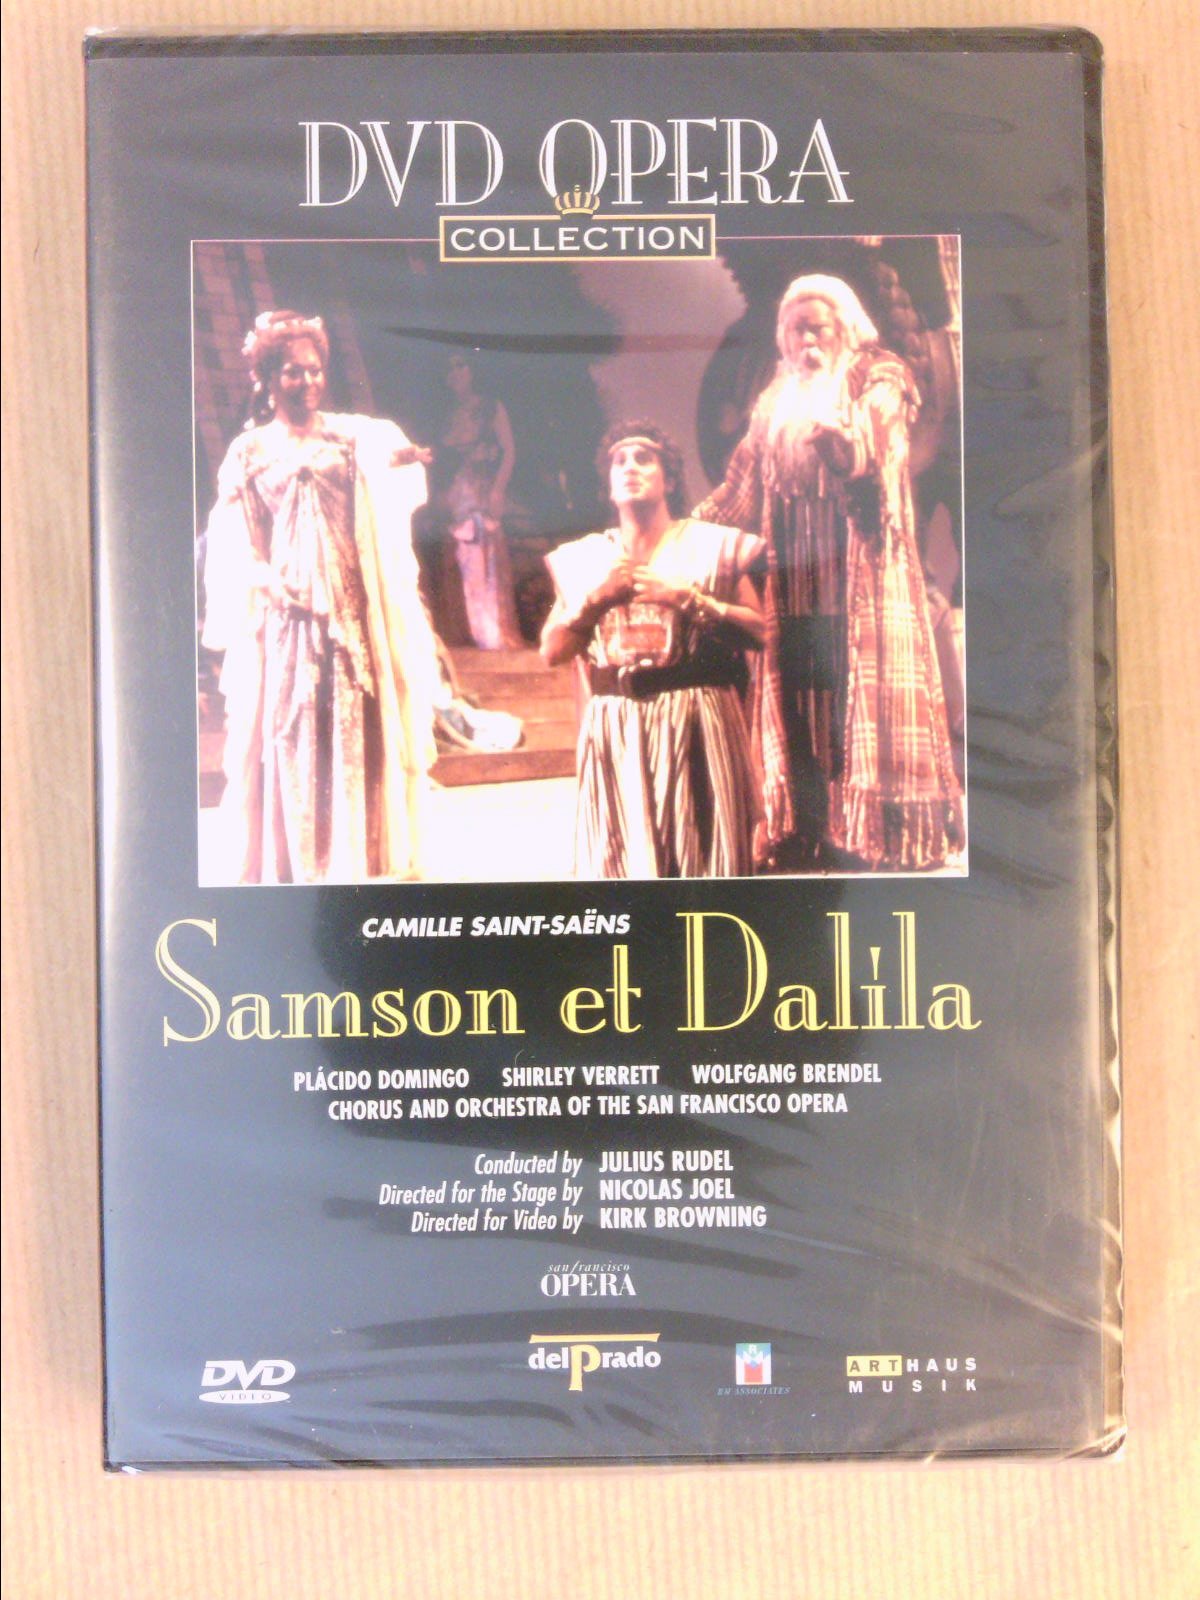 DVD OPERA
COLLECTION
CAMILLE SAINT-SAËNS
Samson et Dalila
PLÁCIDO DOMINGO SHIRLEY VERRETT WOLFGANG BRENDEL
CHORUS AND ORCHESTRA OF THE SAN FRANCISCO OPERA
Conducted by JULIUS RUDEL
Directed for the Stage by NICOLAS JOEL
Directed for Video by KIRK BROWNING
san francisco
OPERA
DVD
VIDEO
del Prado
R
M
RM ASSOCIATES
ARTHAUS
MUSIK